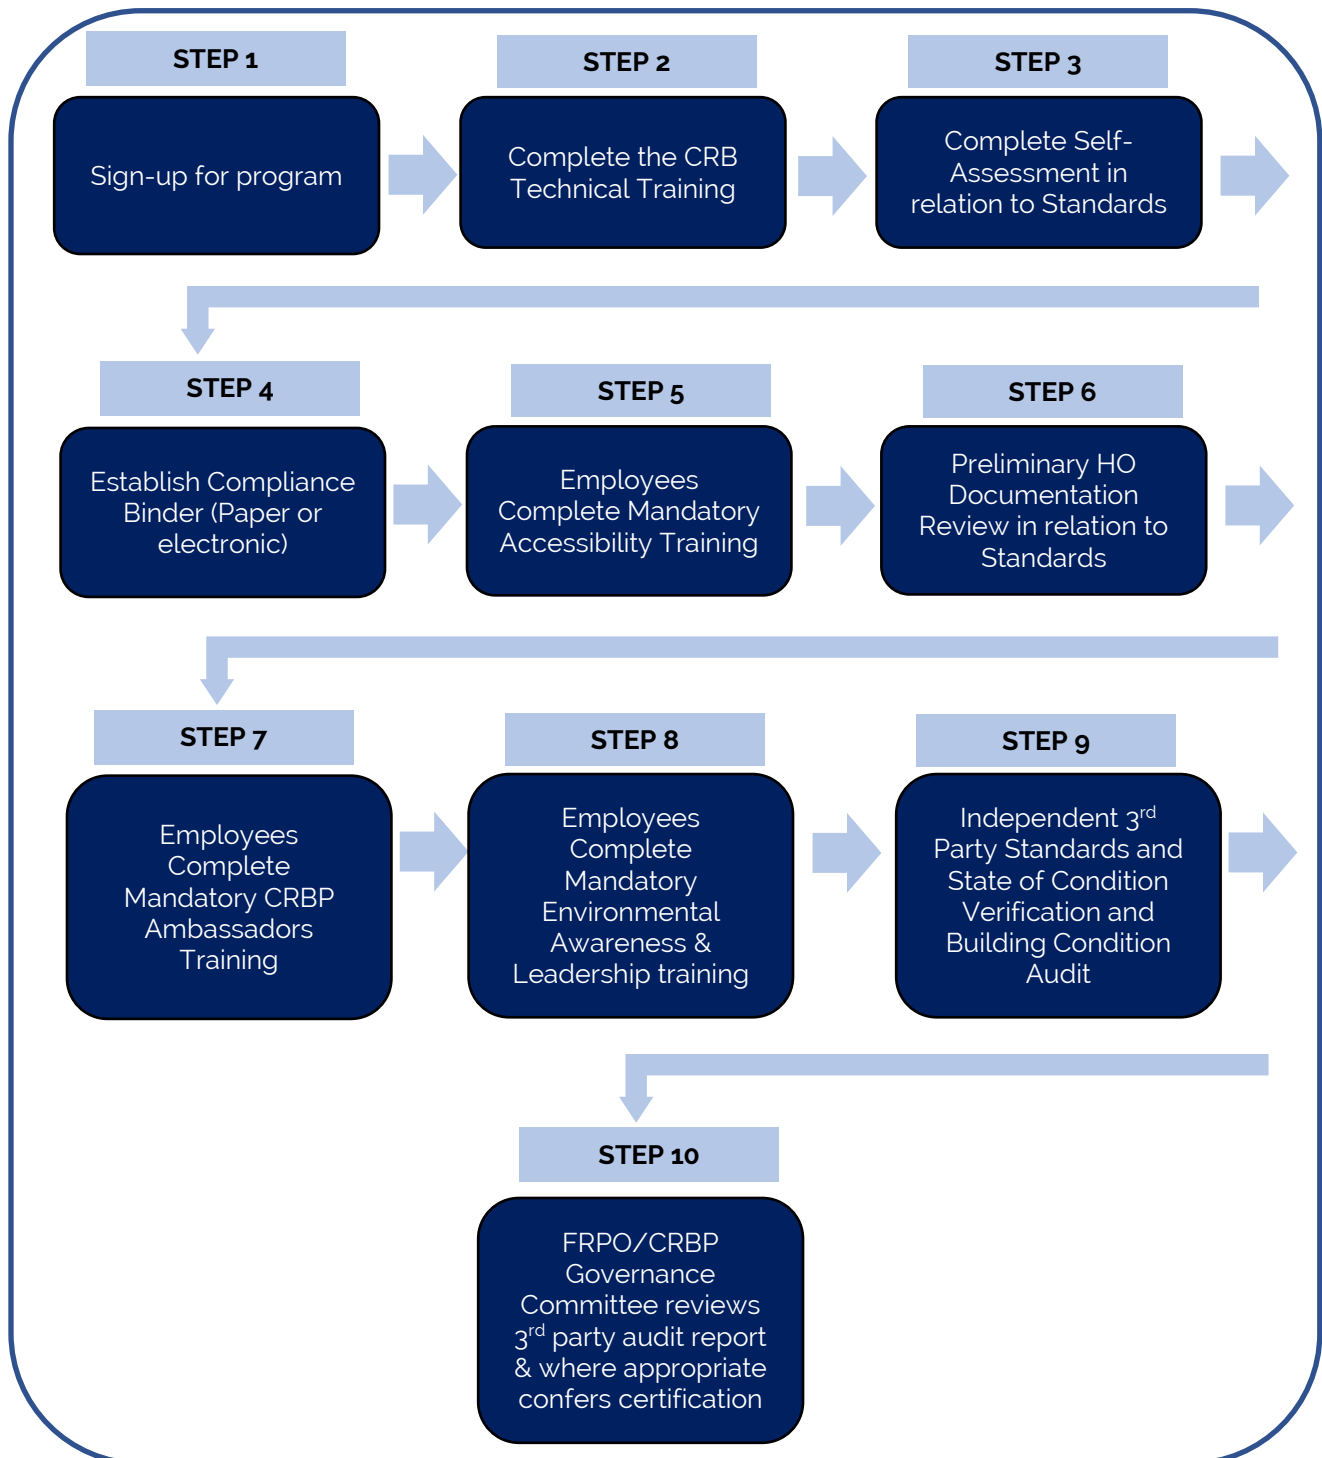 STEP 1
Sign-up for program
STEP 2
Complete the CRB
Technical Training
STEP 3
Complete Self-
Assessment in
relation to Standards
STEP 4
Establish Compliance
Binder (Paper or
electronic)
STEP 5
Employees
Complete Mandatory
Accessibility Training
STEP 6
Preliminary HO
Documentation
Review in relation to
Standards
STEP 7
Employees
Complete
Mandatory CRBP
Ambassadors
Training
STEP 8
Employees
Complete
Mandatory
Environmental
Awareness &
Leadership training
STEP 9
Independent 3rd
Party Standards and
State of Condition
Verification and
Building Condition
Audit
STEP 10
FRPO/CRBP
Governance
Committee reviews
3rd party audit report
& where appropriate
confers certification